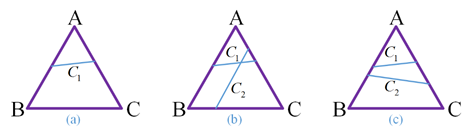 A A A
C₁ C₁ C₁
C₂ C₂
B C B C B C
(a) (b) (c)